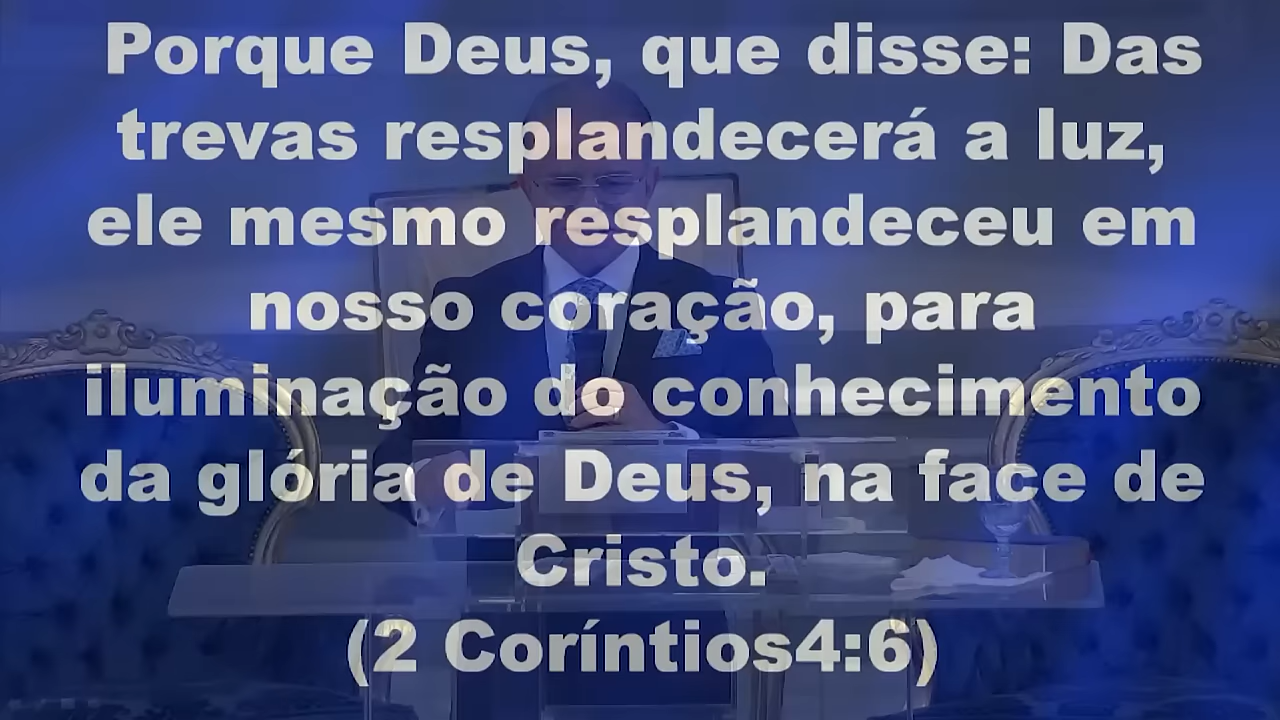 Porque Deus, que disse: Das
trevas resplandecerá a luz,
ele mesmo resplandeceu em
nosso coração, para
iluminação do conhecimento
da glória de Deus, na face de
Cristo.
(2 Coríntios4:6)